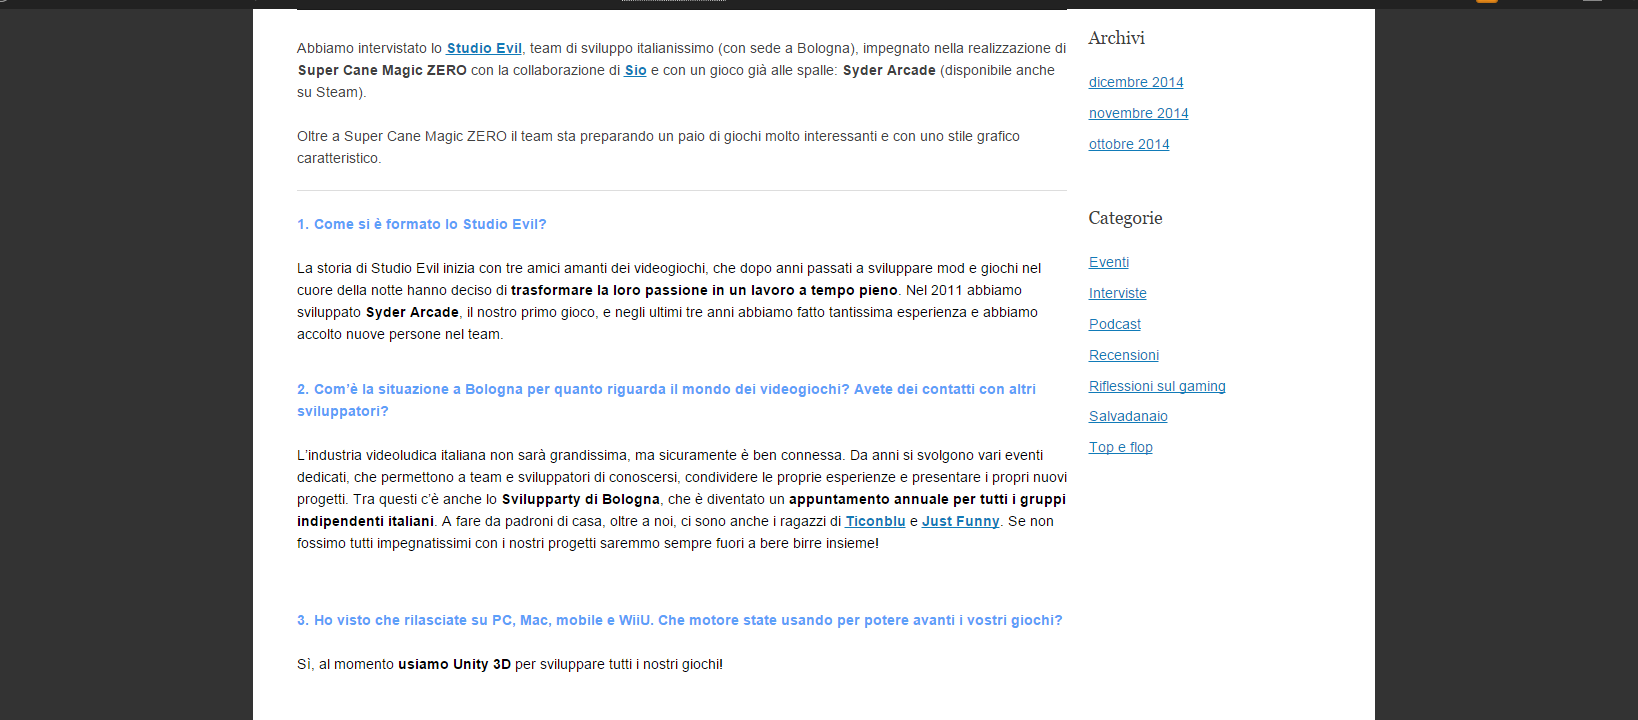 Abbiamo intervistato lo Studio Evil, team di sviluppo italianissimo (con sede a Bologna), impegnato nella realizzazione di
Super Cane Magic ZERO con la collaborazione di Sio e con un gioco già alle spalle: Syder Arcade (disponibile anche
su Steam).
Oltre a Super Cane Magic ZERO il team sta preparando un paio di giochi molto interessanti e con uno stile grafico
caratteristico.
1. Come si è formato lo Studio Evil?
La storia di Studio Evil inizia con tre amici amanti dei videogiochi, che dopo anni passati a sviluppare mod e giochi nel
cuore della notte hanno deciso di trasformare la loro passione in un lavoro a tempo pieno. Nel 2011 abbiamo
sviluppato Syder Arcade, il nostro primo gioco, e negli ultimi tre anni abbiamo fatto tantissima esperienza e abbiamo
accolto nuove persone nel team.
2. Com’è la situazione a Bologna per quanto riguarda il mondo dei videogiochi? Avete dei contatti con altri
sviluppatori?
L’industria videoludica italiana non sarà grandissima, ma sicuramente è ben connessa. Da anni si svolgono vari eventi
dedicati, che permettono a team e sviluppatori di conoscersi, condividere le proprie esperienze e presentare i propri nuovi
progetti. Tra questi c’è anche lo Svilupparty di Bologna, che è diventato un appuntamento annuale per tutti i gruppi
indipendenti italiani. A fare da padroni di casa, oltre a noi, ci sono anche i ragazzi di Ticonblu e Just Funny. Se non
fossimo tutti impegnatissimi con i nostri progetti saremmo sempre fuori a bere birre insieme!
3. Ho visto che rilasciate su PC, Mac, mobile e WiiU. Che motore state usando per potere avanti i vostri giochi?
Sì, al momento usiamo Unity 3D per sviluppare tutti i nostri giochi!
Archivi
dicembre 2014
novembre 2014
ottobre 2014
Categorie
Eventi
Interviste
Podcast
Recensioni
Riflessioni sul gaming
Salvadanaio
Top e flop